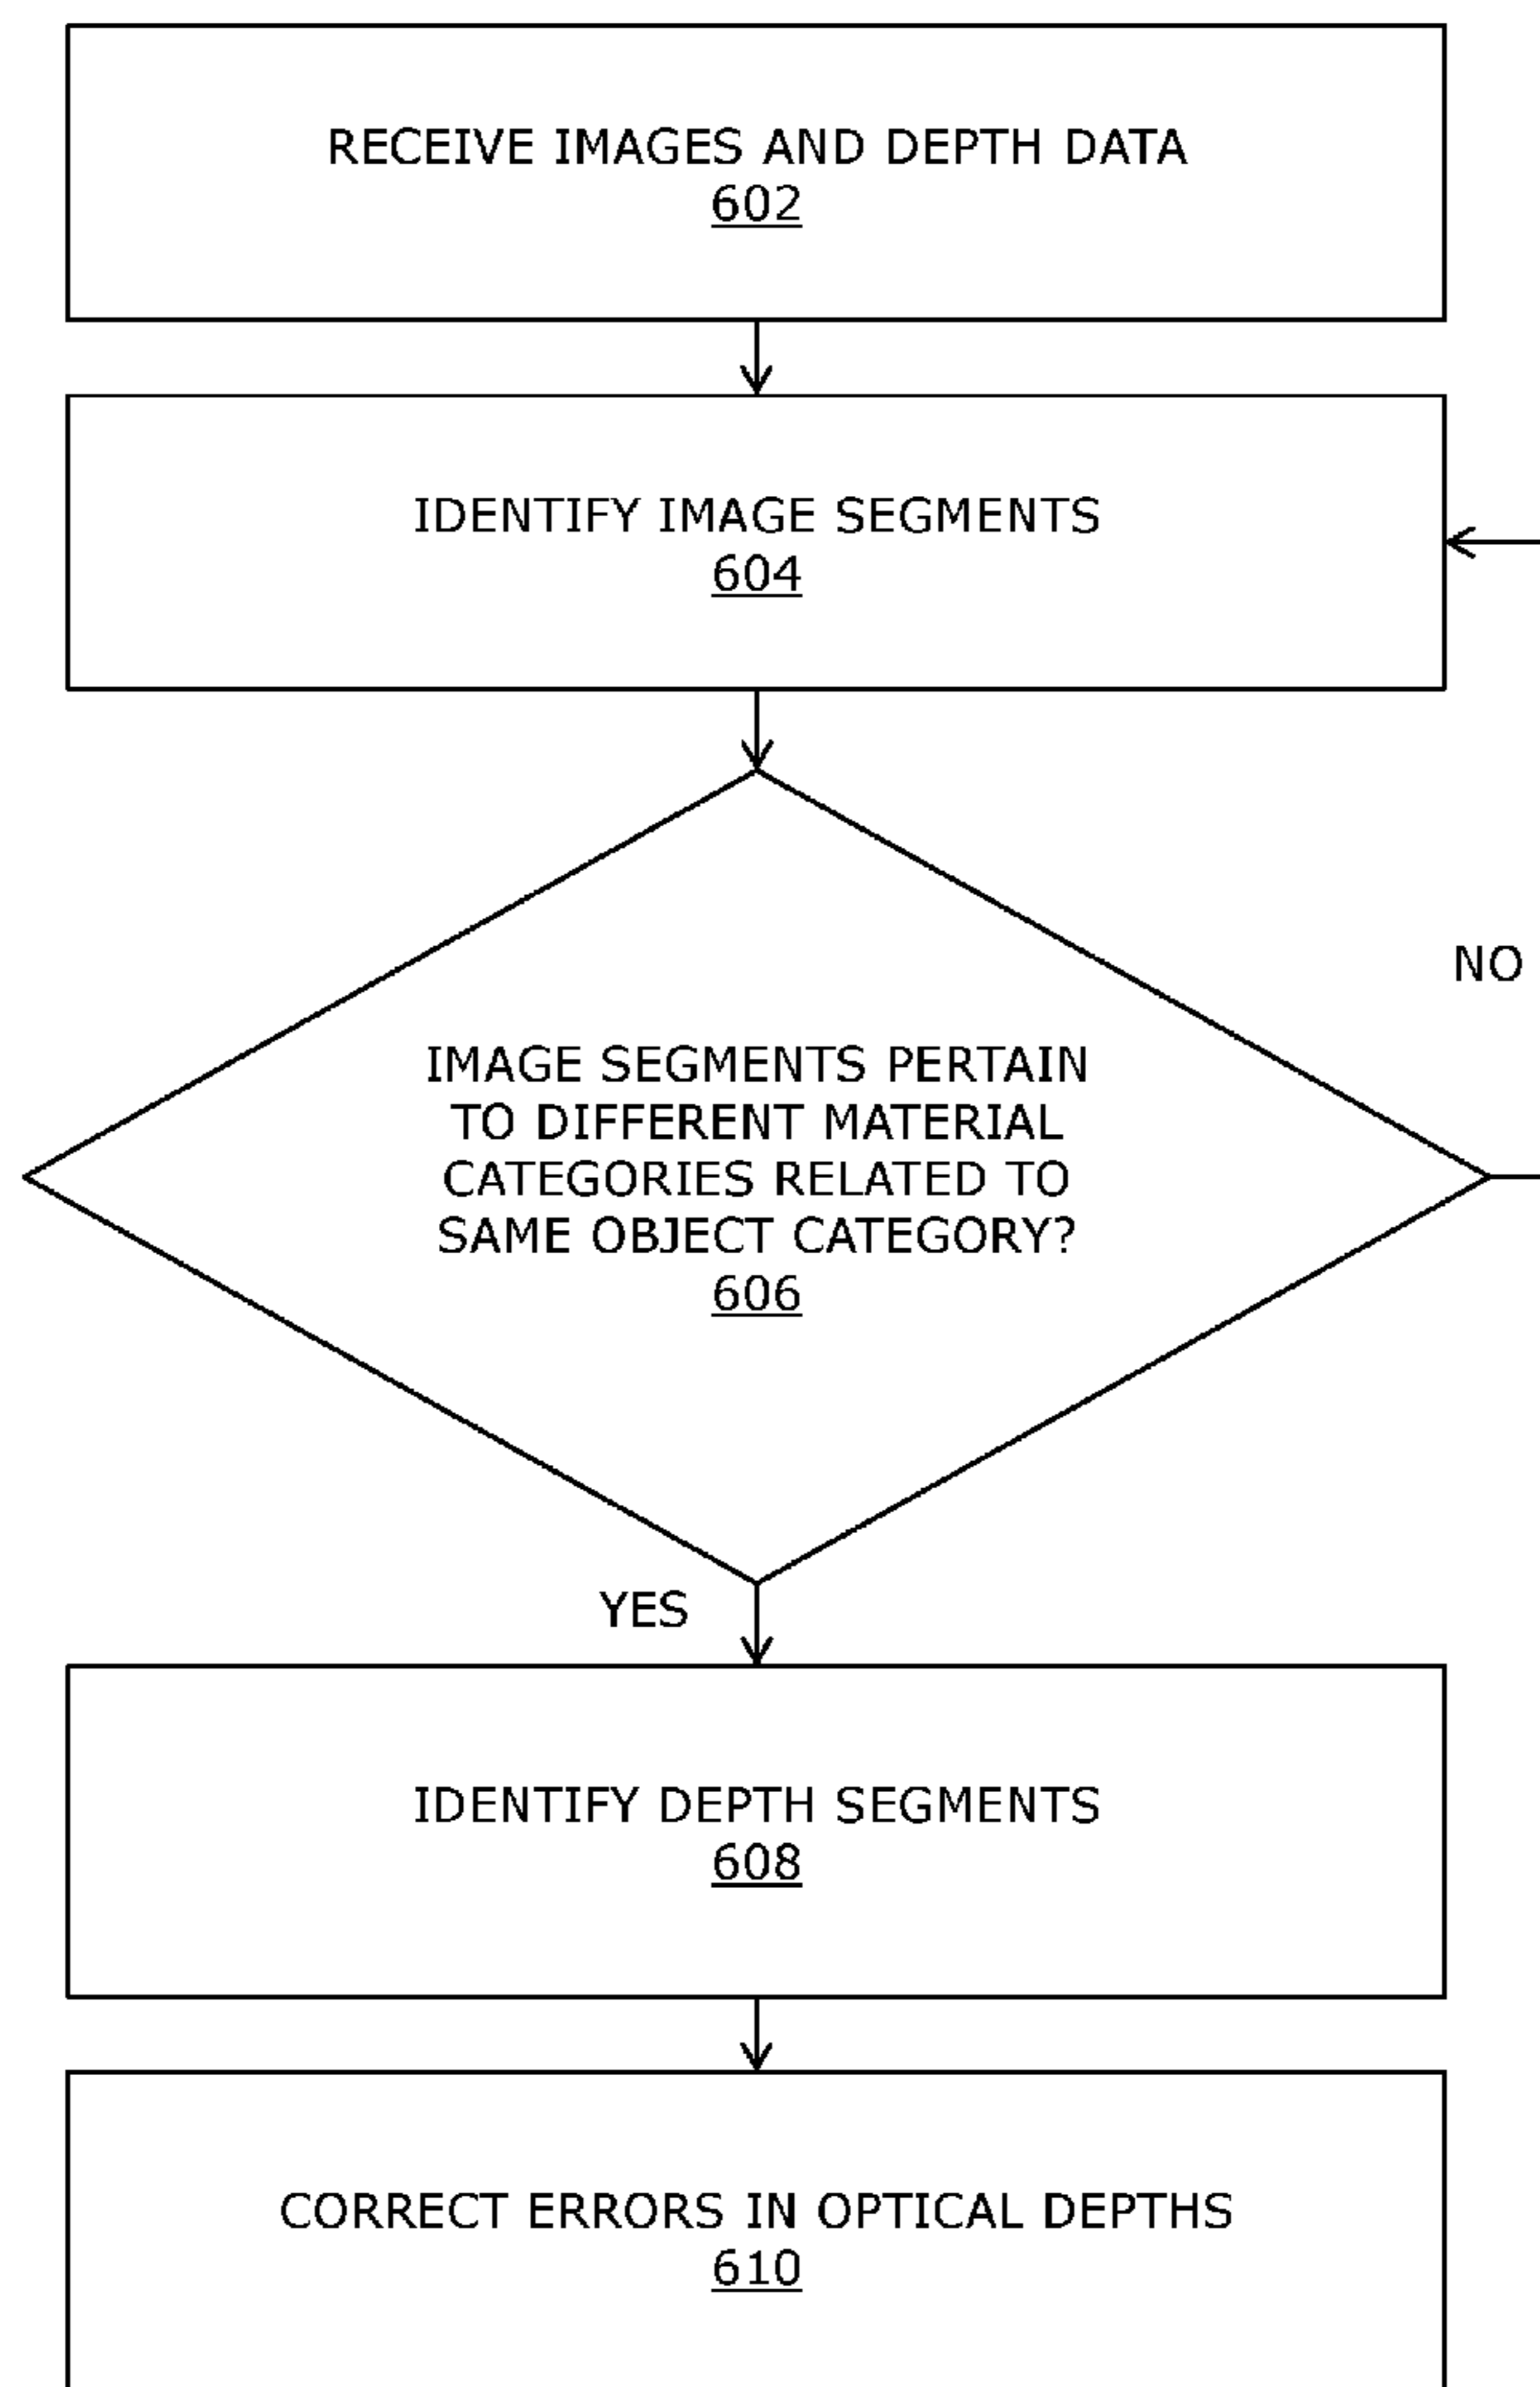 RECEIVE IMAGES AND DEPTH DATA
602
IDENTIFY IMAGE SEGMENTS
604
NO
IMAGE SEGMENTS PERTAIN
TO DIFFERENT MATERIAL
CATEGORIES RELATED TO
SAME OBJECT CATEGORY?
606
YES
IDENTIFY DEPTH SEGMENTS
608
CORRECT ERRORS IN OPTICAL DEPTHS
610